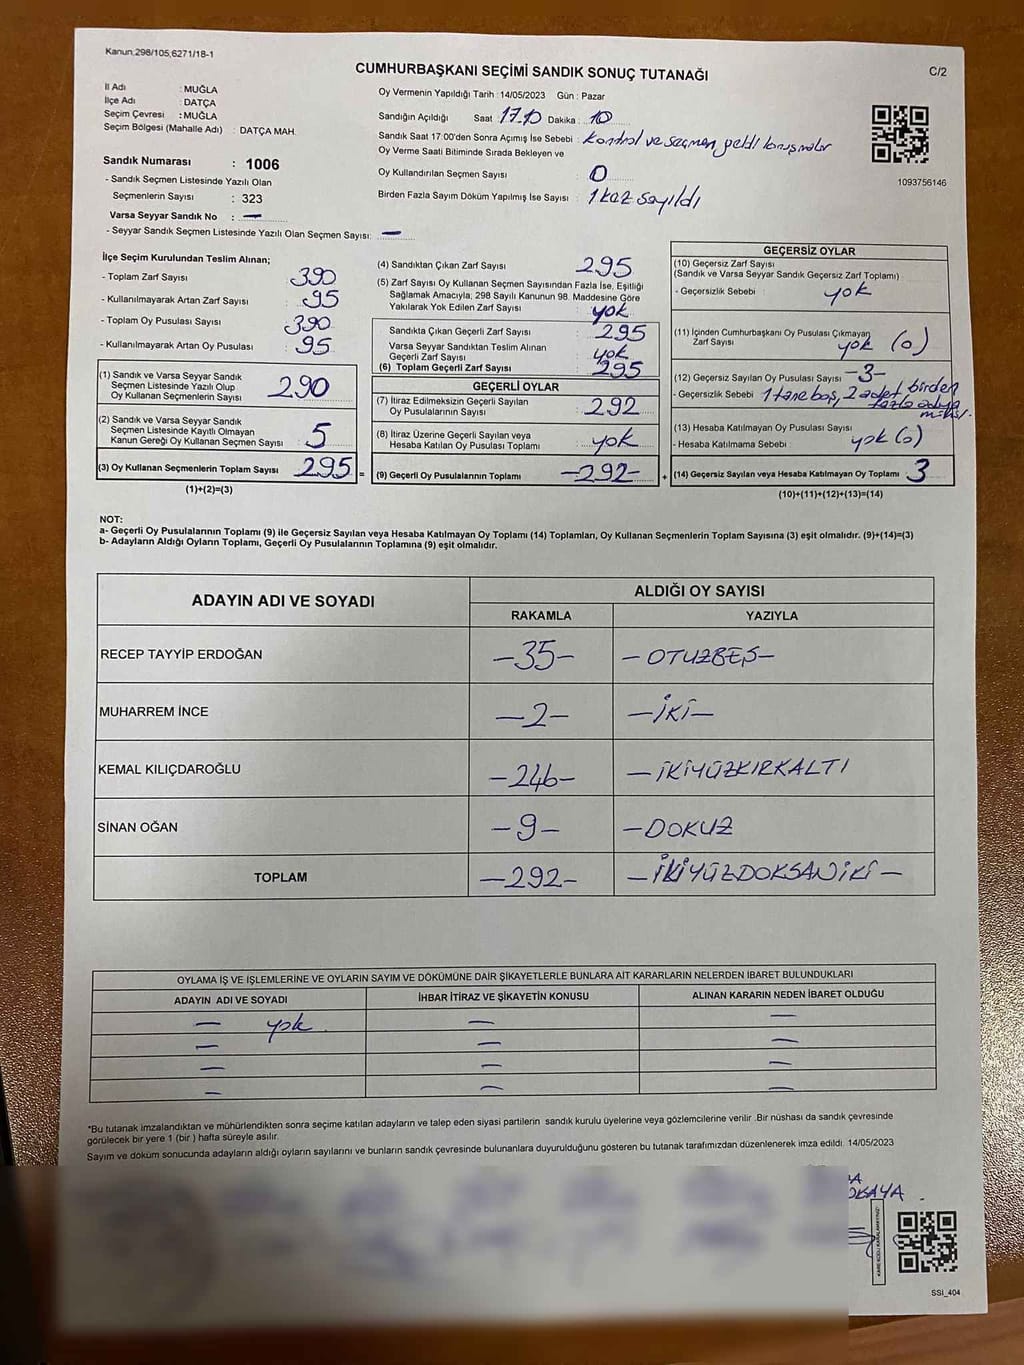 Kanun,298/105,6271/18-1
C/2
CUMHURBAŞKANI SEÇİMİ SANDIK SONUÇ TUTANAĞI
İl Adı : MUĞLA
İlçe Adı : DATÇA
Seçim Çevresi : MUĞLA
Seçim Bölgesi (Mahalle Adı) : DATÇA MAH.
Sandık Numarası : 1006
- Sandık Seçmen Listesinde Yazılı Olan
Seçmenlerin Sayısı : 323
Varsa Seyyar Sandık No : —
- Seyyar Sandık Seçmen Listesinde Yazılı Olan Seçmen Sayısı: —
Oy Vermenin Yapıldığı Tarih : 14/05/2023 Gün : Pazar
Sandığın Açıldığı Saat 17.10 Dakika : 10
Sandık Saat 17:00'den Sonra Açımış İse Sebebi : Kontrol ve seçmen geldi
Oy Verme Saati Bitiminde Sırada Bekleyen ve
Oy Kullandırılan Seçmen Sayısı : 0
Birden Fazla Sayım Döküm Yapılmış İse Sayısı : 1 kez sayıldı
1093756146
İlçe Seçim Kurulundan Teslim Alınan;
- Toplam Zarf Sayısı : 390
- Kullanılmayarak Artan Zarf Sayısı : 95
- Toplam Oy Pusulası Sayısı : 390
- Kullanılmayarak Artan Oy Pusulası : 95
(1) Sandık ve Varsa Seyyar Sandık
Seçmen Listesinde Yazılı Olup
Oy Kullanan Seçmenlerin Sayısı 290
(2) Sandık ve Varsa Seyyar Sandık
Seçmen Listesinde Kayıtlı Olmayan
Kanun Gereği Oy Kullanan Seçmen Sayısı 5
(3) Oy Kullanan Seçmenlerin Toplam Sayısı 295 =
(1)+(2)=(3)
(4) Sandıktan Çıkan Zarf Sayısı 295
(5) Zarf Sayısı Oy Kullanan Seçmen Sayısından Fazla İse, Eşitliği
Sağlamak Amacıyla; 298 Sayılı Kanunun 98. Maddesine Göre
Yakılarak Yok Edilen Zarf Sayısı : yok
Sandıkta Çıkan Geçerli Zarf Sayısı : 295
Varsa Seyyar Sandıktan Teslim Alınan
Geçerli Zarf Sayısı : yok
(6) Toplam Geçerli Zarf Sayısı : 295
GEÇERLİ OYLAR
(7) İtiraz Edilmeksizin Geçerli Sayılan
Oy Pusulalarının Sayısı : 292
(8) İtiraz Üzerine Geçerli Sayılan veya
Hesaba Katılan Oy Pusulası Toplamı : yok
(9) Geçerli Oy Pusulalarının Toplamı -292- +
GEÇERSİZ OYLAR
(10) Geçersiz Zarf Sayısı
(Sandık ve Varsa Seyyar Sandık Geçersiz Zarf Toplamı)
- Geçersizlik Sebebi : yok
(11) İçinden Cumhurbaşkanı Oy Pusulası Çıkmayan
Zarf Sayısı yok (0)
(12) Geçersiz Sayılan Oy Pusulası Sayısı -3-
- Geçersizlik Sebebi : 1 tane boş, 2 adet birden
fazla adaya
(13) Hesaba Katılmayan Oy Pusulası Sayısı
- Hesaba Katılmama Sebebi : yok (0)
(14) Geçersiz Sayılan veya Hesaba Katılmayan Oy Toplamı 3
(10)+(11)+(12)+(13)=(14)
NOT:
a- Geçerli Oy Pusulalarının Toplamı (9) ile Geçersiz Sayılan veya Hesaba Katılmayan Oy Toplamı (14) Toplamları, Oy Kullanan Seçmenlerin Toplam Sayısına (3) eşit olmalıdır. (9)+(14)=(3)
b- Adayların Aldığı Oyların Toplamı, Geçerli Oy Pusulalarının Toplamına (9) eşit olmalıdır.
ADAYIN ADI VE SOYADI ALDIĞI OY SAYISI
RAKAMLA YAZIYLA
RECEP TAYYİP ERDOĞAN -35- -OTUZBEŞ-
MUHARREM İNCE -2- -İKİ-
KEMAL KILIÇDAROĞLU -246- -İKİYÜZKIRKALTI
SİNAN OĞAN -9- -DOKUZ
TOPLAM -292- -İKİYÜZDOKSANİKİ-
OYLAMA İŞ VE İŞLEMLERİNE VE OYLARIN SAYIM VE DÖKÜMÜNE DAİR ŞİKAYETLERLE BUNLARA AİT KARARLARIN NELERDEN İBARET BULUNDUKLARI
ADAYIN ADI VE SOYADI İHBAR İTİRAZ VE ŞİKAYETİN KONUSU ALINAN KARARIN NEDEN İBARET OLDUĞU
— yok — —
— — —
— — —
— — —
*Bu tutanak imzalandıktan ve mühürlendikten sonra seçime katılan adayların ve talep eden siyasi partilerin sandık kurulu üyelerine veya gözlemcilerine verilir .Bir nüshası da sandık çevresinde
görülecek bir yere 1 (bir ) hafta süreyle asılır.
Sayım ve döküm sonucunda adayların aldığı oyların sayılarını ve bunların sandık çevresinde bulunanlara duyurulduğunu gösteren bu tutanak tarafımızdan düzenlenerek imza edildi. 14/05/2023
KARE KODU KARALAMAYINIZ!
SSI_404